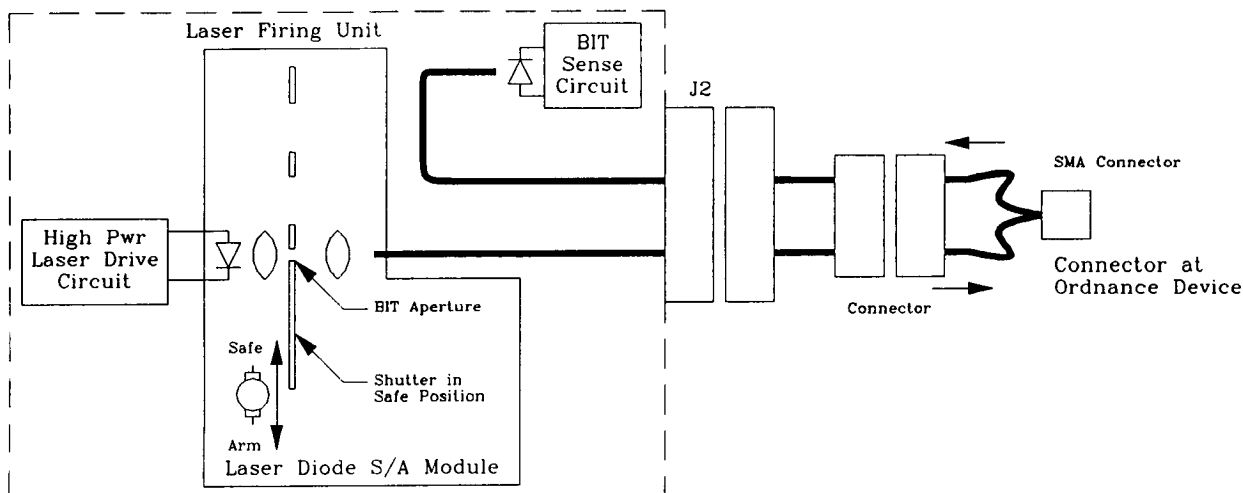 Laser Firing Unit
BIT
Sense
Circuit
J2
SMA Connector
High Pwr
Laser Drive
Circuit
Connector at
Ordnance Device
BIT Aperture
Connector
Safe
Shutter in
Safe Position
Arm
Laser Diode S/A Module